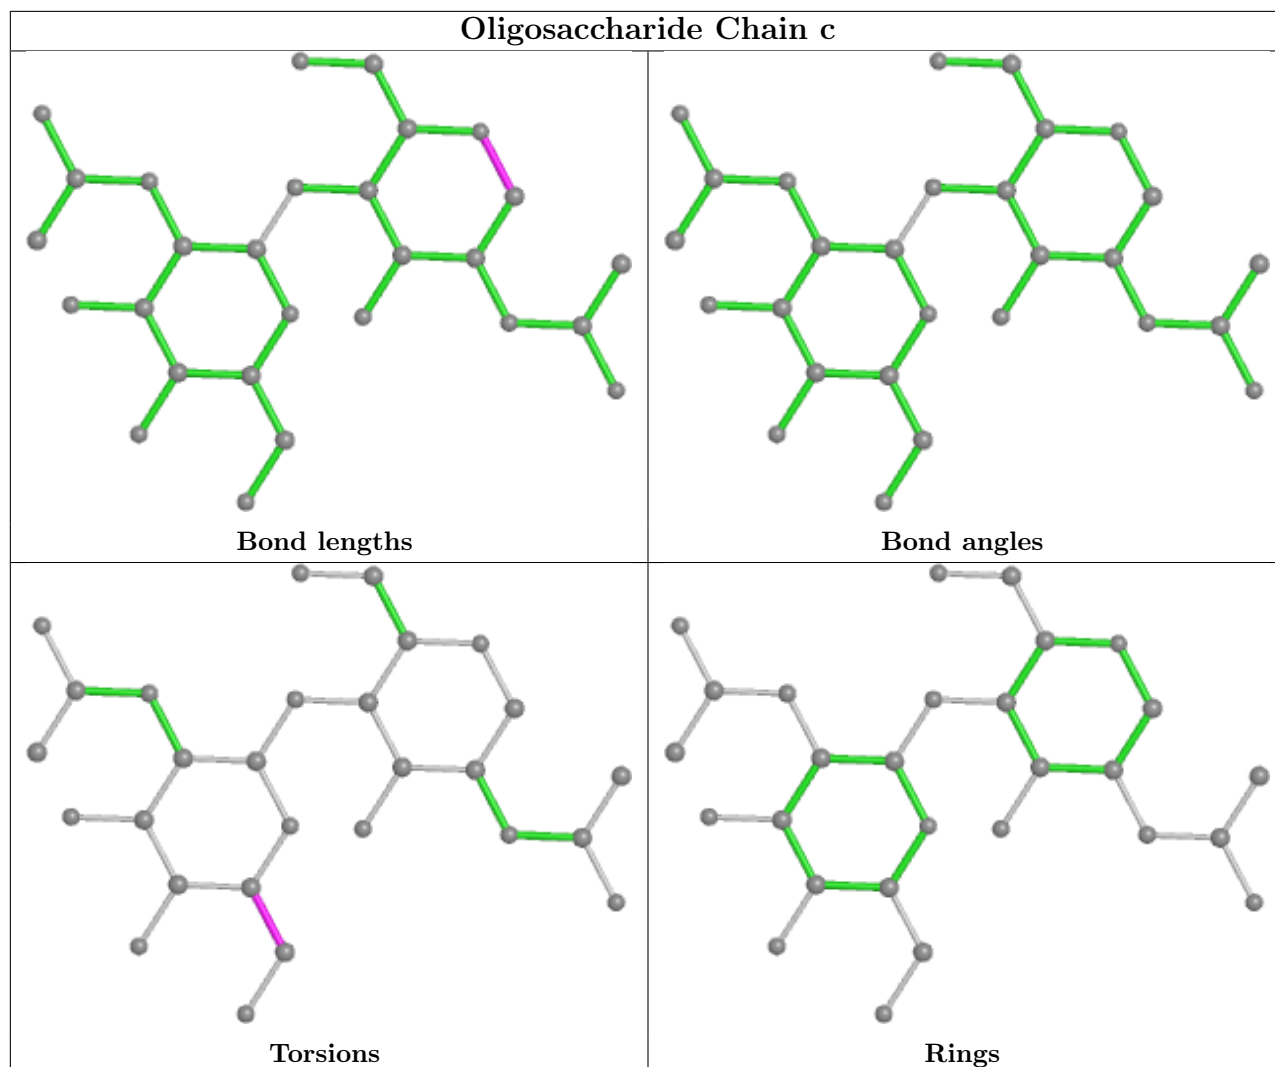 Oligosaccharide Chain c
Bond lengths
Bond angles
Torsions
Rings